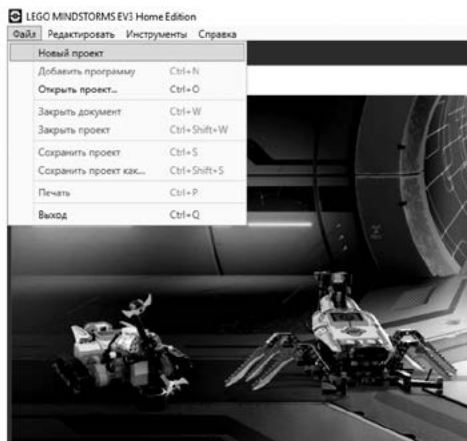 LEGO MINDSTORMS EV3 Home Edition
Файл Редактировать Инструменты Справка
Новый проект
Добавить программу Ctrl+N
Открыть проект... Ctrl+O
Закрыть документ Ctrl+W
Закрыть проект Ctrl+Shift+W
Сохранить проект Ctrl+S
Сохранить проект как... Ctrl+Shift+S
Печать Ctrl+P
Выход Ctrl+Q